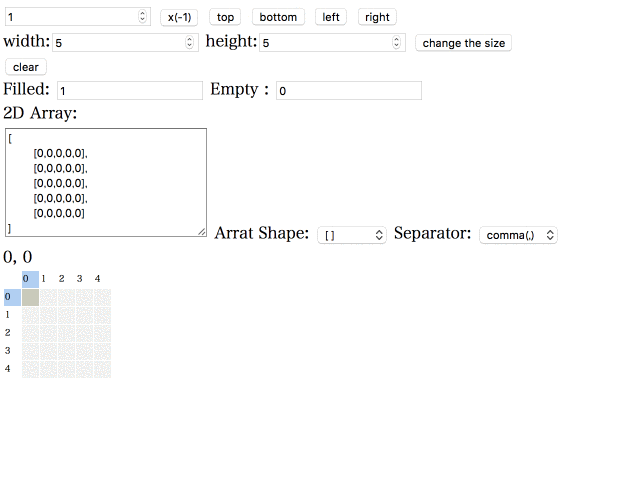 1 x(-1) top bottom left right
width: 5 height: 5 change the size
clear
Filled: 1 Empty : 0
2D Array:
[
[0,0,0,0,0],
[0,0,0,0,0],
[0,0,0,0,0],
[0,0,0,0,0],
[0,0,0,0,0]
]
Arrat Shape: [ ] Separator: comma(,)
0, 0
0 1 2 3 4
0
1
2
3
4